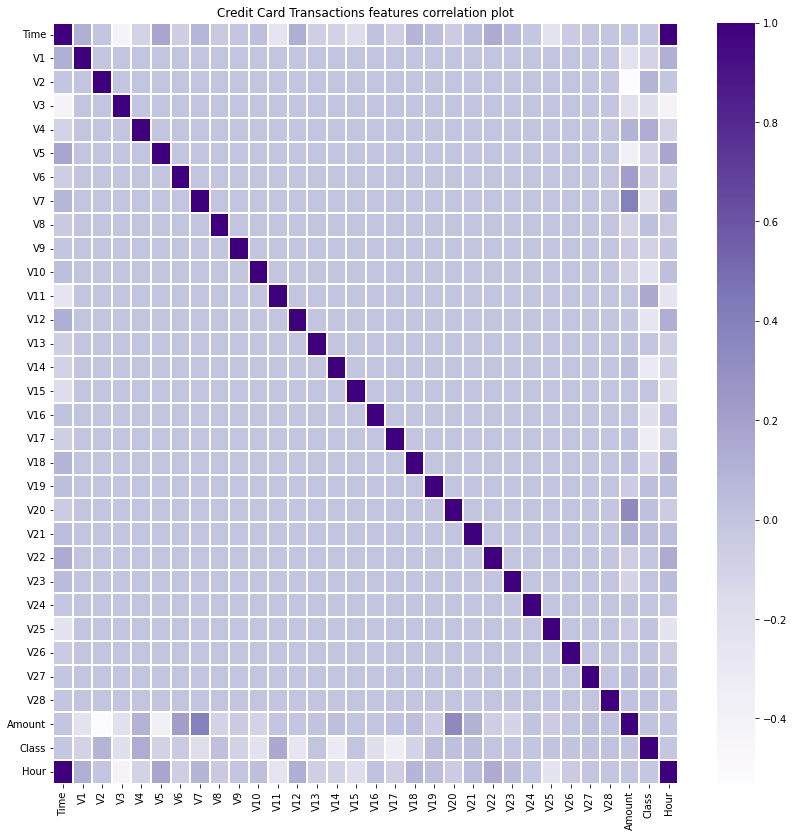 Credit Card Transactions features correlation plot
Time
V1
V2
V3
V4
V5
V6
V7
V8
V9
V10
V11
V12
V13
V14
V15
V16
V17
V18
V19
V20
V21
V22
V23
V24
V25
V26
V27
V28
Amount
Class
Hour
Time
V1
V2
V3
V4
V5
V6
V7
V8
V9
V10
V11
V12
V13
V14
V15
V16
V17
V18
V19
V20
V21
V22
V23
V24
V25
V26
V27
V28
Amount
Class
Hour
1.0
0.8
0.6
0.4
0.2
0.0
−0.2
−0.4